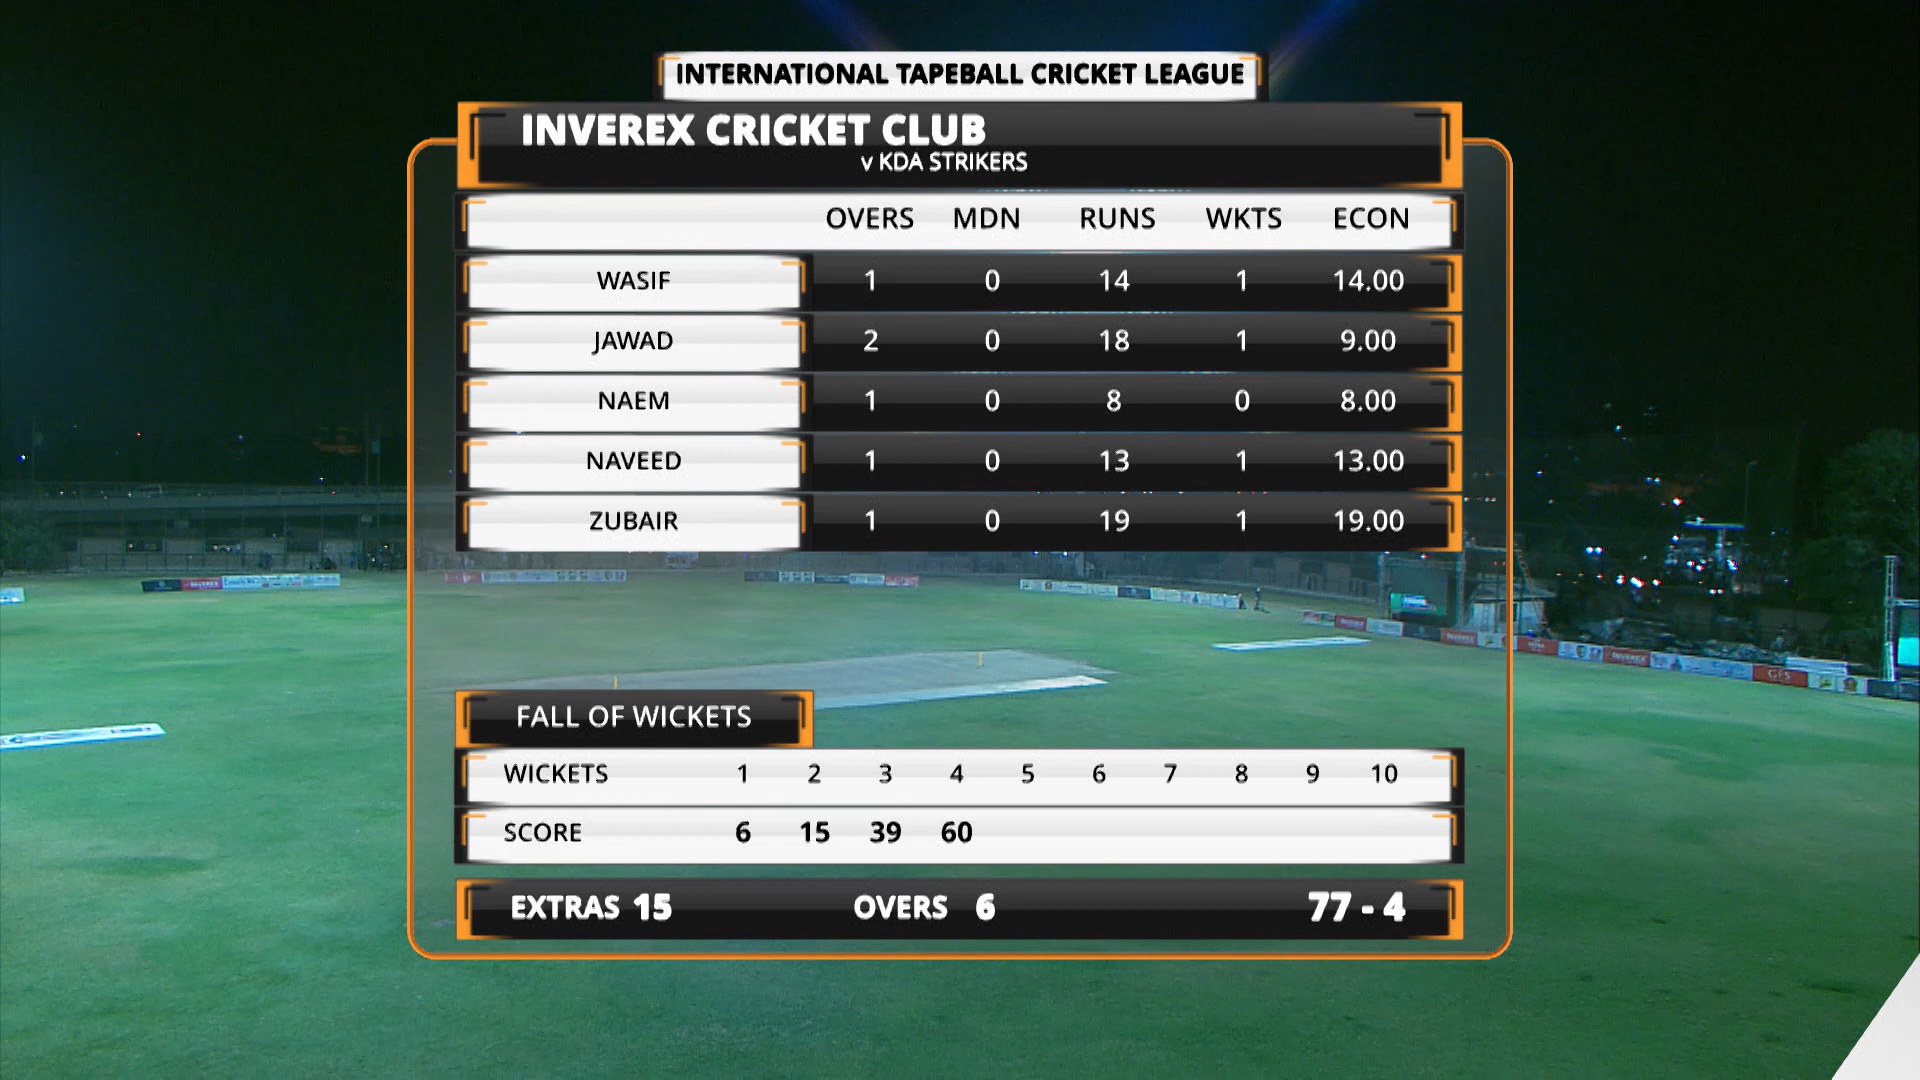 INTERNATIONAL TAPEBALL CRICKET LEAGUE
INVEREX CRICKET CLUB
v KDA STRIKERS
OVERS MDN RUNS WKTS ECON
WASIF 1 0 14 1 14.00
JAWAD 2 0 18 1 9.00
NAEM 1 0 8 0 8.00
NAVEED 1 0 13 1 13.00
ZUBAIR 1 0 19 1 19.00
FALL OF WICKETS
WICKETS 1 2 3 4 5 6 7 8 9 10
SCORE 6 15 39 60
EXTRAS 15 OVERS 6 77 - 4